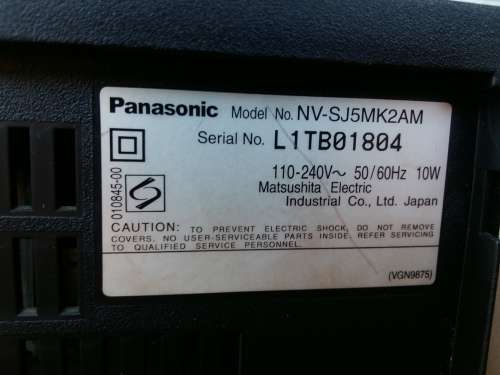 Panasonic Model No. NV-SJ5MK2AM
Serial No. L1TB01804
110-240V~ 50/60Hz 10W
Matsushita Electric
Industrial Co., Ltd. Japan
010845-00
CAUTION: TO PREVENT ELECTRIC SHOCK, DO NOT REMOVE
COVERS. NO USER-SERVICEABLE PARTS INSIDE. REFER SERVICING
TO QUALIFIED SERVICE PERSONNEL.
(VGN9875)